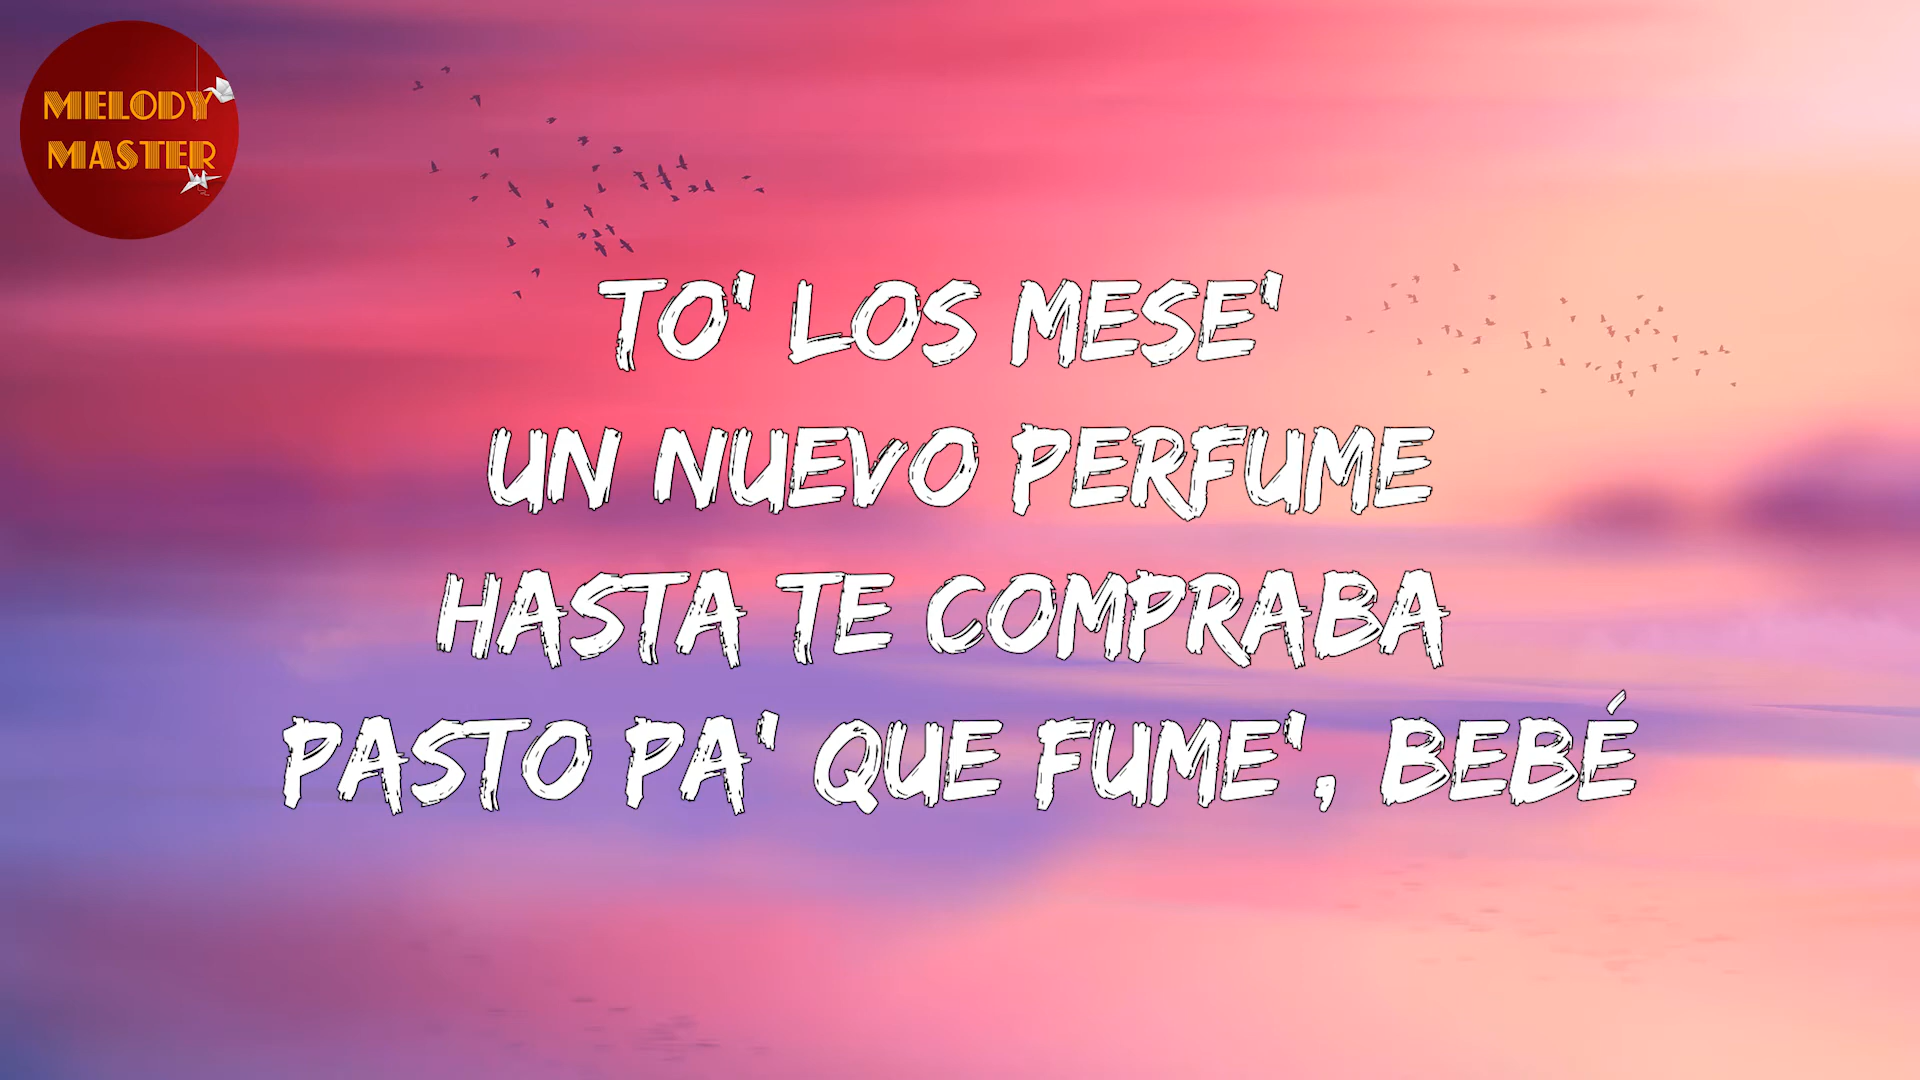 MELODY
MASTER
TO' LOS MESE'
UN NUEVO PERFUME
HASTA TE COMPRABA
PASTO PA' QUE FUME', BEBÉ